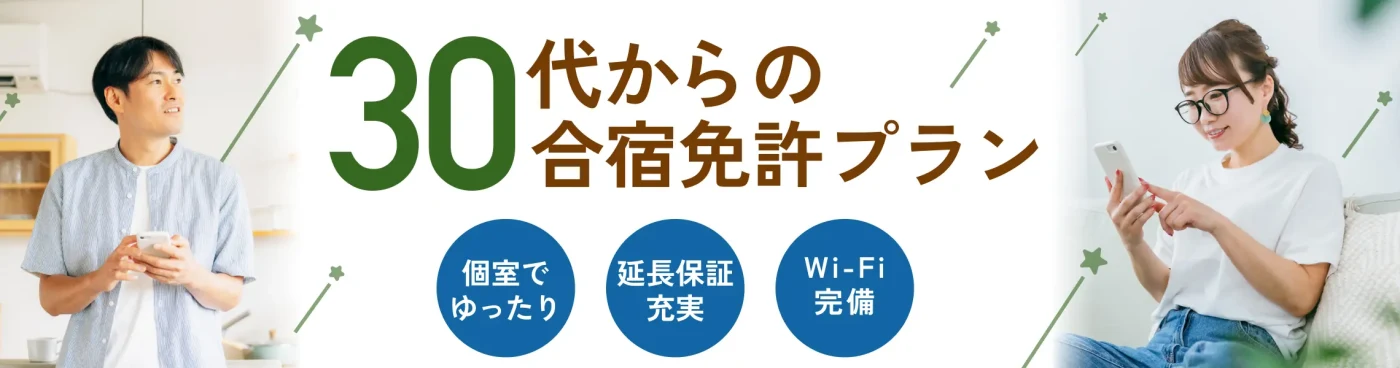 30代からの
合宿免許プラン
個室で
ゆったり
延長保証
充実
Wi-Fi
完備